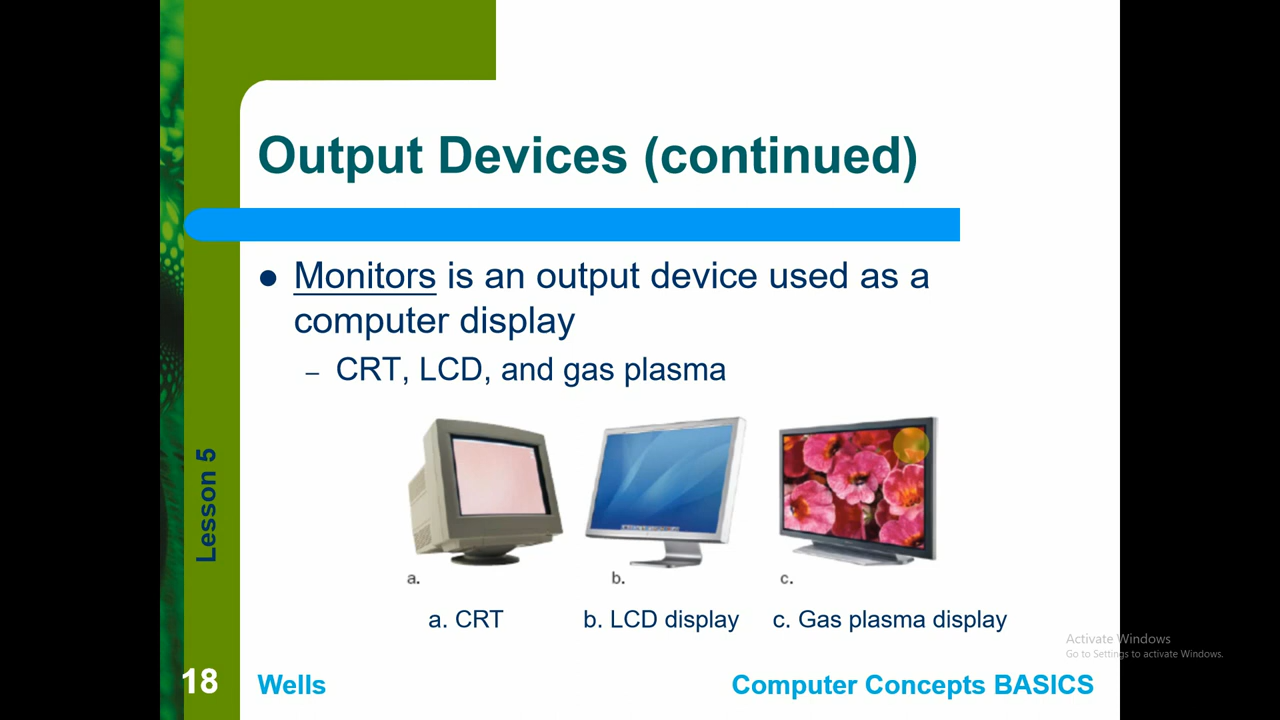 Output Devices (continued)
Monitors is an output device used as a
computer display
– CRT, LCD, and gas plasma
a.
b.
c.
a. CRT
b. LCD display
c. Gas plasma display
Lesson 5
Activate Windows
Go to Settings to activate Windows.
18
Wells
Computer Concepts BASICS